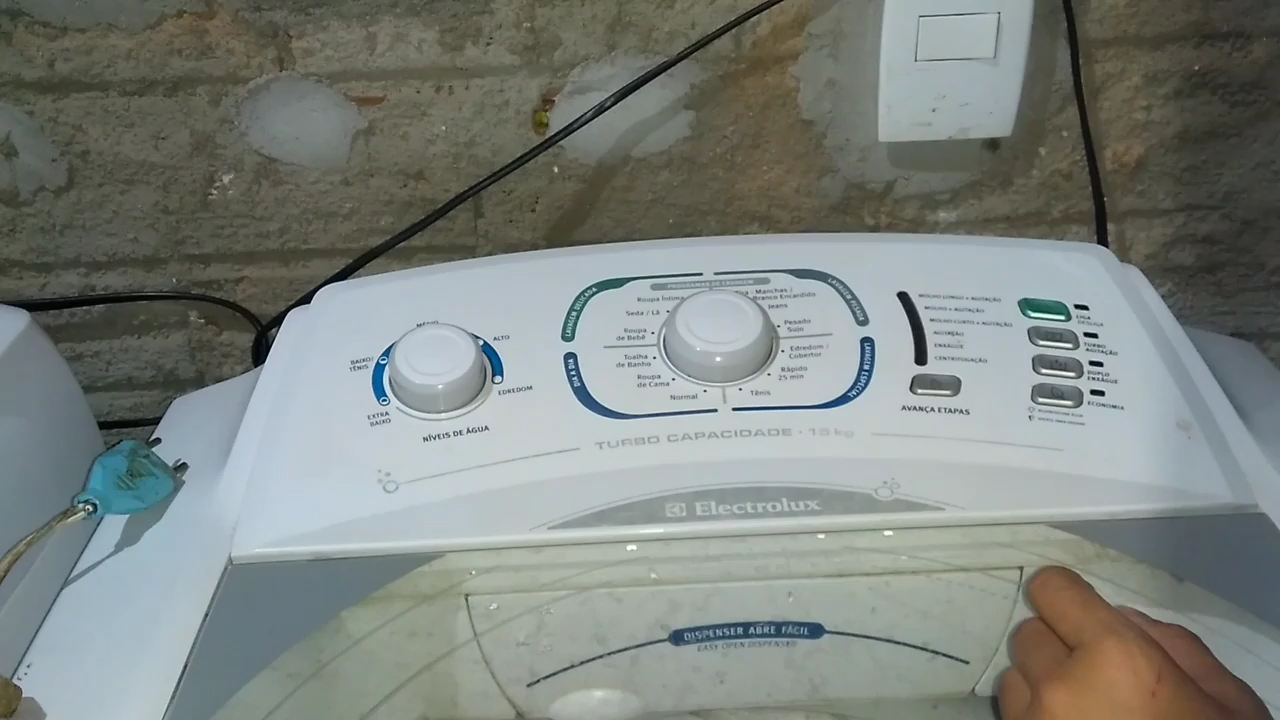 PROGRAMAS DE LAVAGEM
LAVAGEM DELICADA
Roupa Íntima
Seda / Lã
Roupa
de Bebê
DIA A DIA
Toalha
de Banho
Roupa
de Cama
Normal
LAVAGEM PESADA
Manchas /
Branco Encardido
Jeans
Pesado
Sujo
LAVAGEM ESPECIAL
Edredom /
Cobertor
Rápido
25 min
Tênis
MÉDIO
ALTO
BAIXO/
TÊNIS
EXTRA
BAIXO
EDREDOM
NÍVEIS DE ÁGUA
MOLHO LONGO + AGITAÇÃO
MOLHO + AGITAÇÃO
MOLHO CURTO + AGITAÇÃO
AGITAÇÃO
ENXÁGUE
CENTRIFUGAÇÃO
AVANÇA ETAPAS
LIGA
DESLIGA
TURBO
AGITAÇÃO
DUPLO
ENXÁGUE
ECONOMIA
TURBO CAPACIDADE · 15 kg
Electrolux
DISPENSER ABRE FÁCIL
EASY OPEN DISPENSER